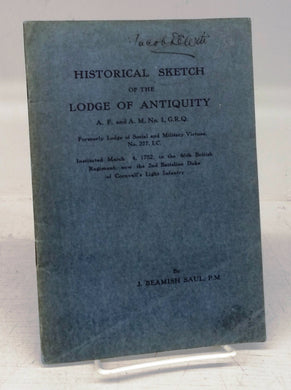 Jacob
HISTORICAL SKETCH
OF THE
LODGE OF ANTIQUITY
A. F. and A. M. No. 1, G.R.Q.
Formerly Lodge of Social and Military Virtues,
No. 227, I.C.
Instituted March 4, 1752, in the 46th British
Regiment, now the 2nd Battalion Duke
of Cornwall's Light Infantry
By
J. BEAMISH SAUL, P.M.